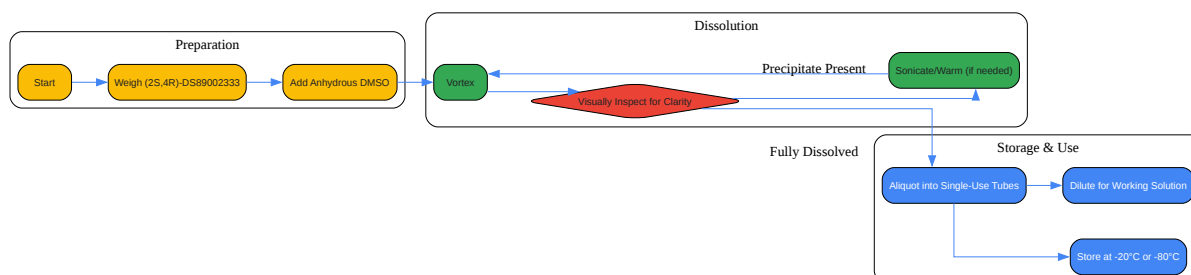 Preparation
Start
Weigh (2S,4R)-DS89002333
Add Anhydrous DMSO
Dissolution
Vortex
Visually Inspect for Clarity
Precipitate Present
Sonicate/Warm (if needed)
Fully Dissolved
Storage & Use
Aliquot into Single-Use Tubes
Dilute for Working Solution
Store at -20°C or -80°C